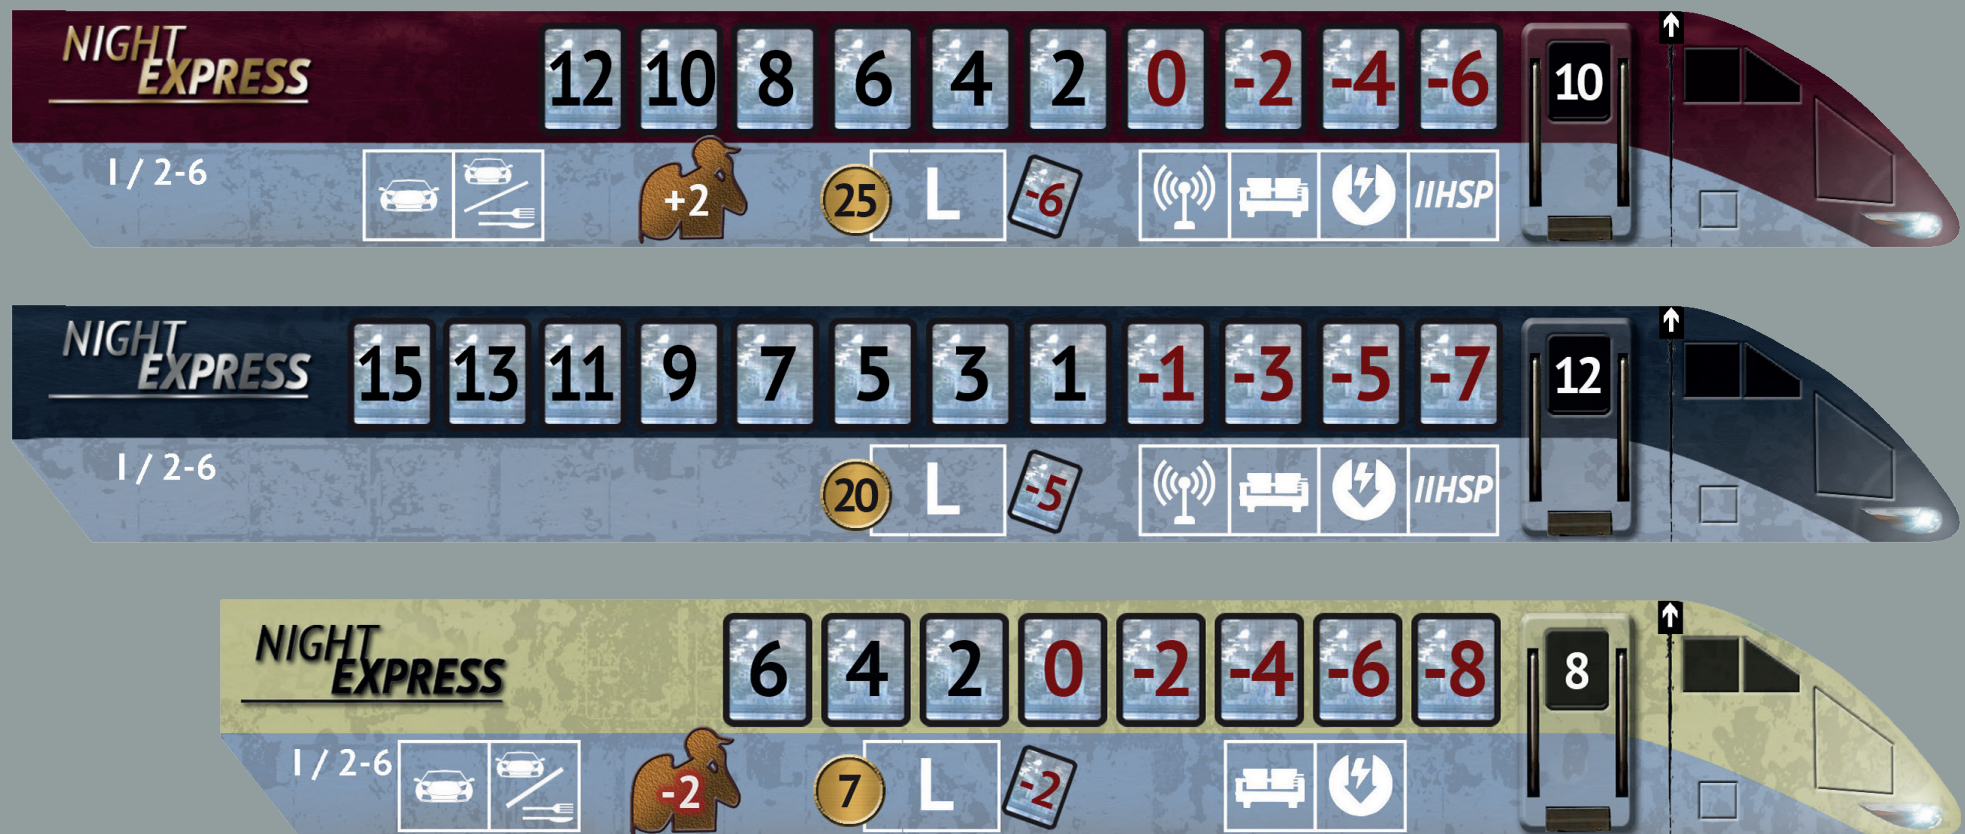 NIGHT
EXPRESS
12 10 8 6 4 2 0 -2 -4 -6 10
1 / 2-6 +2 25 L -6 IIHSP
NIGHT
EXPRESS
15 13 11 9 7 5 3 1 -1 -3 -5 -7 12
1 / 2-6 20 L -5 IIHSP
NIGHT
EXPRESS
6 4 2 0 -2 -4 -6 -8 8
1 / 2-6 -2 7 L -2